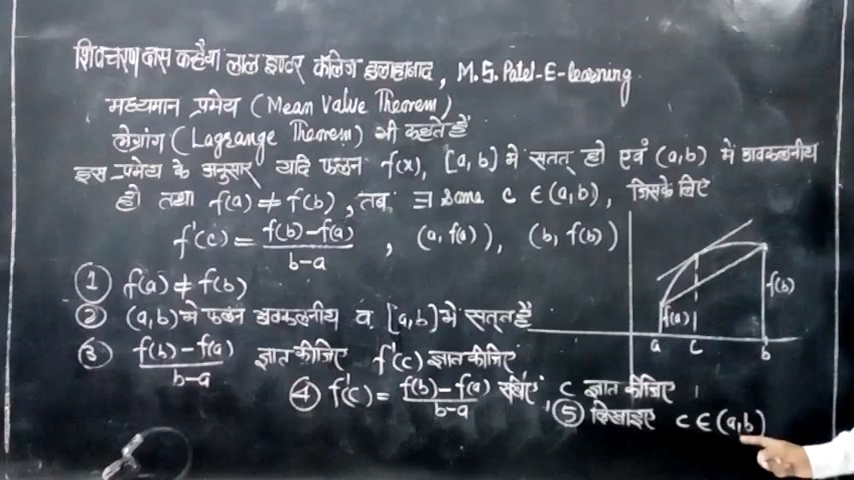 शिवचरण दास कन्हैया लाल इण्टर कॉलेज इलाहाबाद, M.S. Patel-E-learning
मध्यमान प्रमेय (Mean Value Theorem)
लेग्रांग (Lagrange Theorem) भी कहते हैं
इस प्रमेय के अनुसार यदि फलन f(x), [a,b] में सतत् हो एवं (a,b) में अवकलनीय
हो तथा f(a) ≠ f(b), तब ∃ some c ∈ (a,b), जिसके लिए
f'(c) = f(b)-f(a) / b-a , (a, f(a)), (b, f(b))
① f(a) ≠ f(b)
② (a,b) में फलन अवकलनीय व [a,b] में सतत् है
③ f(b)-f(a) / b-a ज्ञात कीजिए f'(c) ज्ञात कीजिए
④ f'(c) = f(b)-f(a) / b-a c ज्ञात कीजिए
⑤ दिखाइए c ∈ (a,b)
f(a)
f(b)
a c b